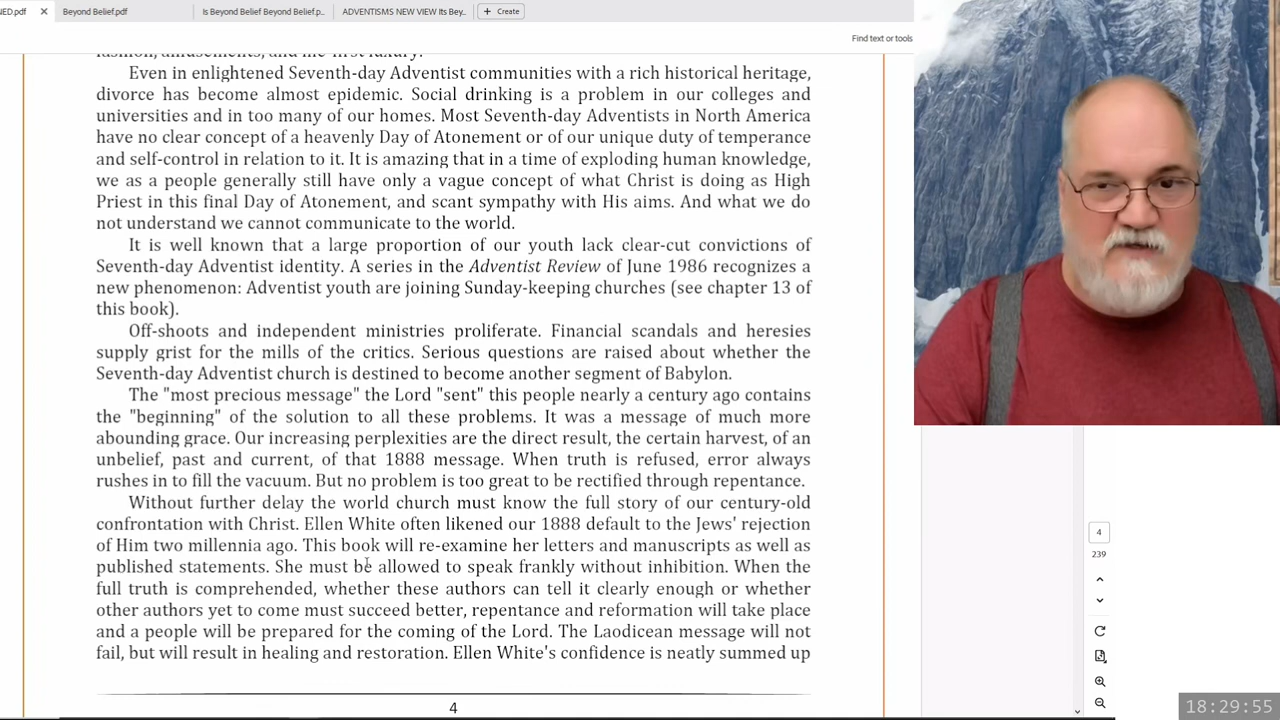 NED.pdf
Beyond Belief.pdf
Is Beyond Belief Beyond Belief.p..
ADVENTISMS NEW VIEW Its Bey..
Create
Find text or tools
fashion, amusements, and the first luxury.
Even in enlightened Seventh-day Adventist communities with a rich historical heritage,
divorce has become almost epidemic. Social drinking is a problem in our colleges and
universities and in too many of our homes. Most Seventh-day Adventists in North America
have no clear concept of a heavenly Day of Atonement or of our unique duty of temperance
and self-control in relation to it. It is amazing that in a time of exploding human knowledge,
we as a people generally still have only a vague concept of what Christ is doing as High
Priest in this final Day of Atonement, and scant sympathy with His aims. And what we do
not understand we cannot communicate to the world.
It is well known that a large proportion of our youth lack clear-cut convictions of
Seventh-day Adventist identity. A series in the Adventist Review of June 1986 recognizes a
new phenomenon: Adventist youth are joining Sunday-keeping churches (see chapter 13 of
this book).
Off-shoots and independent ministries proliferate. Financial scandals and heresies
supply grist for the mills of the critics. Serious questions are raised about whether the
Seventh-day Adventist church is destined to become another segment of Babylon.
The "most precious message" the Lord "sent" this people nearly a century ago contains
the "beginning" of the solution to all these problems. It was a message of much more
abounding grace. Our increasing perplexities are the direct result, the certain harvest, of an
unbelief, past and current, of that 1888 message. When truth is refused, error always
rushes in to fill the vacuum. But no problem is too great to be rectified through repentance.
Without further delay the world church must know the full story of our century-old
confrontation with Christ. Ellen White often likened our 1888 default to the Jews' rejection
of Him two millennia ago. This book will re-examine her letters and manuscripts as well as
published statements. She must be allowed to speak frankly without inhibition. When the
full truth is comprehended, whether these authors can tell it clearly enough or whether
other authors yet to come must succeed better, repentance and reformation will take place
and a people will be prepared for the coming of the Lord. The Laodicean message will not
fail, but will result in healing and restoration. Ellen White's confidence is neatly summed up
4
4
239
18:29:55